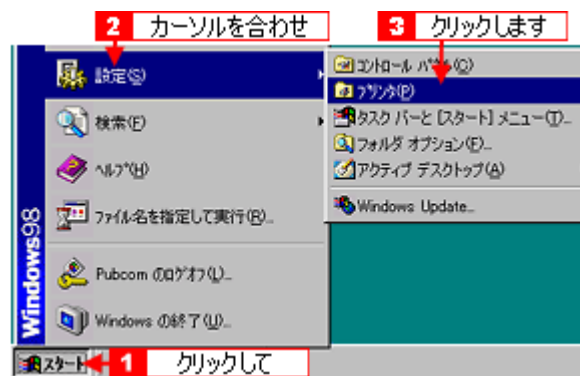 2 カーソルを合わせ
3 クリックします
設定(S)
検索(F)
ヘルプ(H)
ファイル名を指定して実行(R)...
Pubcom のログオフ(L)...
Windows の終了(U)...
Windows98
コントロール パネル(C)
プリンタ(P)
タスク バーと [スタート] メニュー(T)...
フォルダ オプション(F)...
アクティブ デスクトップ(A)
Windows Update...
スタート
1 クリックして